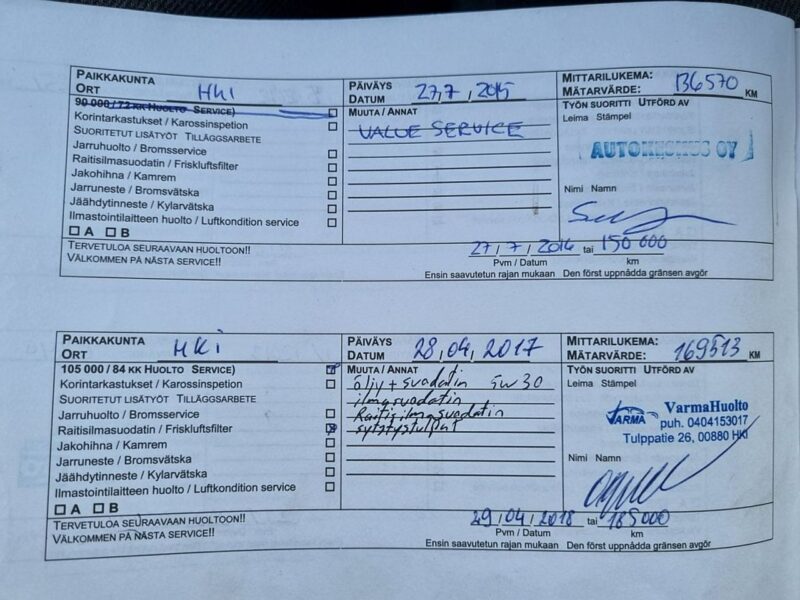 PAIKKAKUNTA
ORT HKI
PÄIVÄYS
DATUM 27,7,2015
MITTARILUKEMA:
MÄTARVÄRDE: 136570 KM
90 000 / 72 KK HUOLTO SERVICE)
Korintarkastukset / Karossinspetion
SUORITETUT LISÄTYÖT TILLÄGGSARBETE
Jarruhuolto / Bromsservice
Raitisilmasuodatin / Friskluftsfilter
Jakohihna / Kamrem
Jarruneste / Bromsvätska
Jäähdytinneste / Kylarvätska
Ilmastointilaitteen huolto / Luftkondition service
A B
MUUTA / ANNAT
VALUE SERVICE
TYÖN SUORITTI UTFÖRD AV
Leima Stämpel
AUTOKESKUS OY
Nimi Namn
TERVETULOA SEURAAVAAN HUOLTOON!!
VÄLKOMMEN PÅ NÄSTA SERVICE!!
27/7/2016 tai 150 000
Pvm / Datum km
Ensin saavutetun rajan mukaan Den först uppnådda gränsen avgör
PAIKKAKUNTA
ORT HKI
PÄIVÄYS
DATUM 28,04,2017
MITTARILUKEMA:
MÄTARVÄRDE: 169513 KM
105 000 / 84 KK HUOLTO SERVICE)
Korintarkastukset / Karossinspetion
SUORITETUT LISÄTYÖT TILLÄGGSARBETE
Jarruhuolto / Bromsservice
Raitisilmasuodatin / Friskluftsfilter
Jakohihna / Kamrem
Jarruneste / Bromsvätska
Jäähdytinneste / Kylarvätska
Ilmastointilaitteen huolto / Luftkondition service
A B
MUUTA / ANNAT
öljy + suodatin 5W30
ilmasuodatin
Raitisilmasuodatin
sytytystulpat
TYÖN SUORITTI UTFÖRD AV
Leima Stämpel
VARMA VarmaHuolto
puh. 0404153017
Tulppatie 26, 00880 HKI
Nimi Namn
TERVETULOA SEURAAVAAN HUOLTOON!!
VÄLKOMMEN PÅ NÄSTA SERVICE!!
29/04/2018 tai 185000
Pvm / Datum km
Ensin saavutetun rajan mukaan Den först uppnådda gränsen avgör